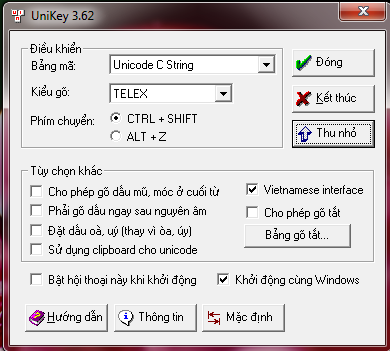 UniKey 3.62
Điều khiển
Bảng mã: Unicode C String
Đóng
Kiểu gõ: TELEX
Kết thúc
Phím chuyển: CTRL + SHIFT
ALT + Z
Thu nhỏ
Tùy chọn khác
Cho phép gõ dấu mũ, móc ở cuối từ
Vietnamese interface
Phải gõ dấu ngay sau nguyên âm
Cho phép gõ tắt
Đặt dấu oà, uý (thay vì òa, úy)
Bảng gõ tắt...
Sử dụng clipboard cho unicode
Bật hội thoại này khi khởi động
Khởi động cùng Windows
Hướng dẫn
Thông tin
Mặc định